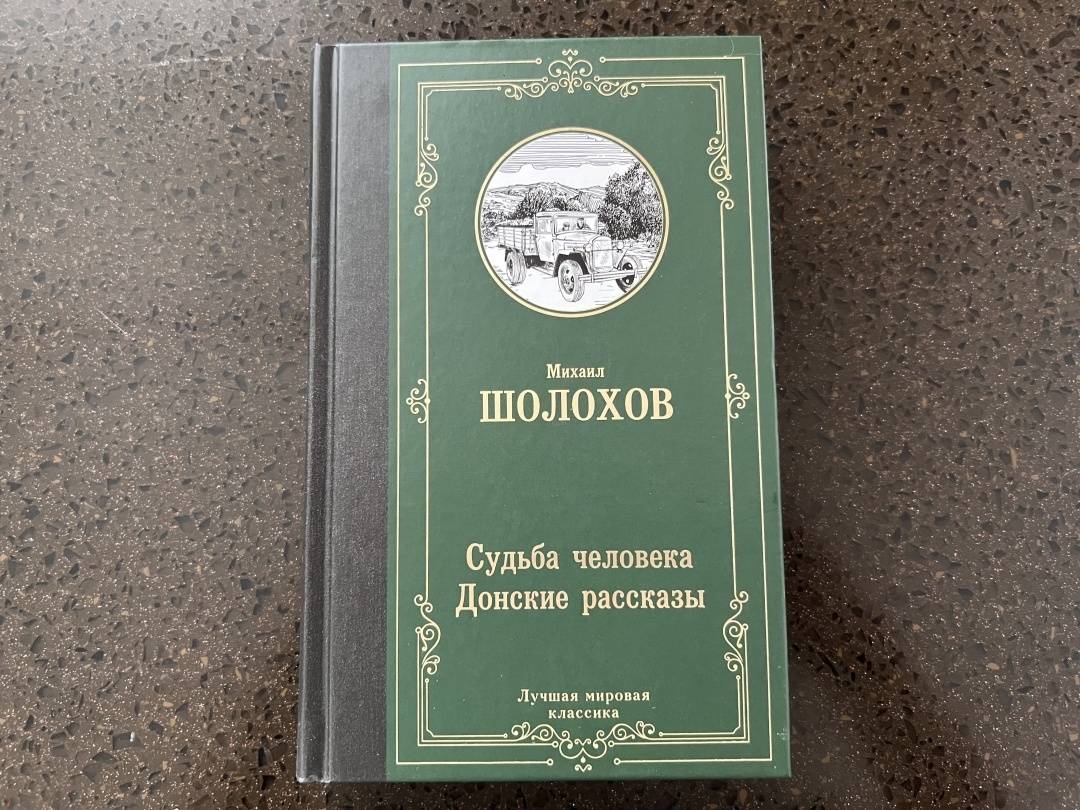 Михаил
ШОЛОХОВ
Судьба человека
Донские рассказы
Лучшая мировая
классика